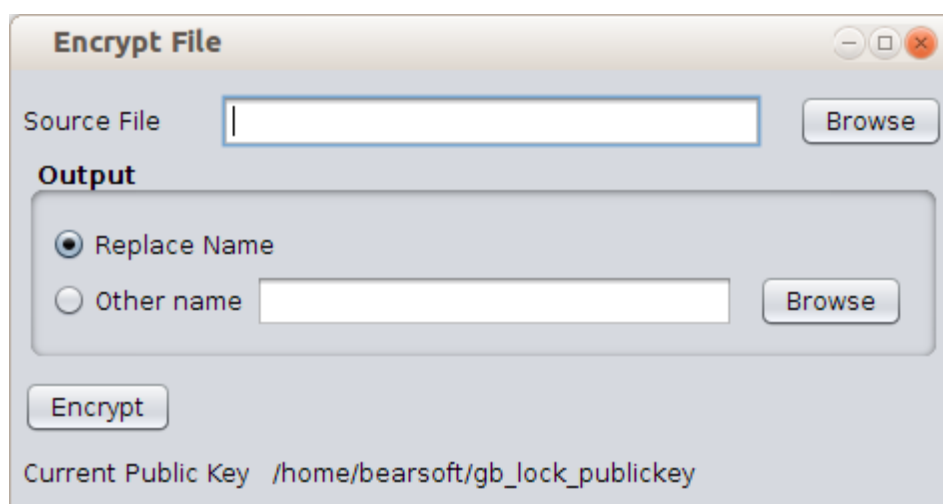 Encrypt File
Source File Browse
Output
Replace Name
Other name Browse
Encrypt
Current Public Key /home/bearsoft/gb_lock_publickey